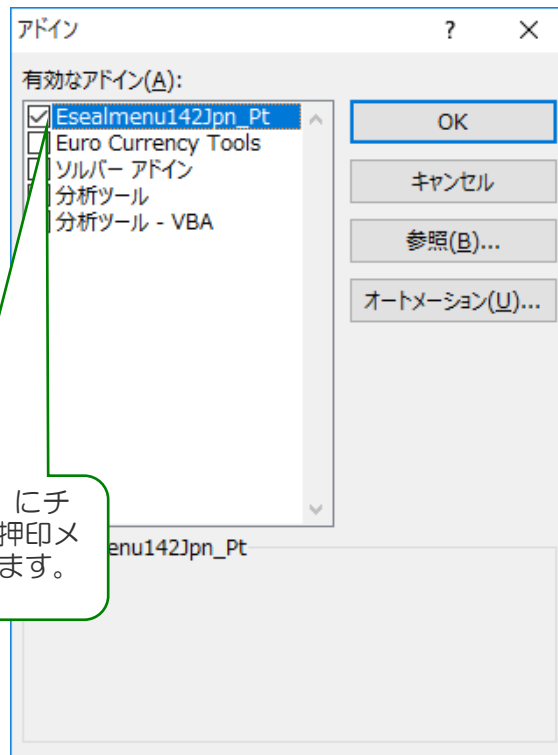 アドイン
有効なアドイン(A):
Esealmenu142Jpn_Pt
Euro Currency Tools
ソルバー アドイン
分析ツール
分析ツール - VBA
OK
キャンセル
参照(B)...
オートメーション(U)...
にチ
押印メ
ます。
enu142Jpn_Pt